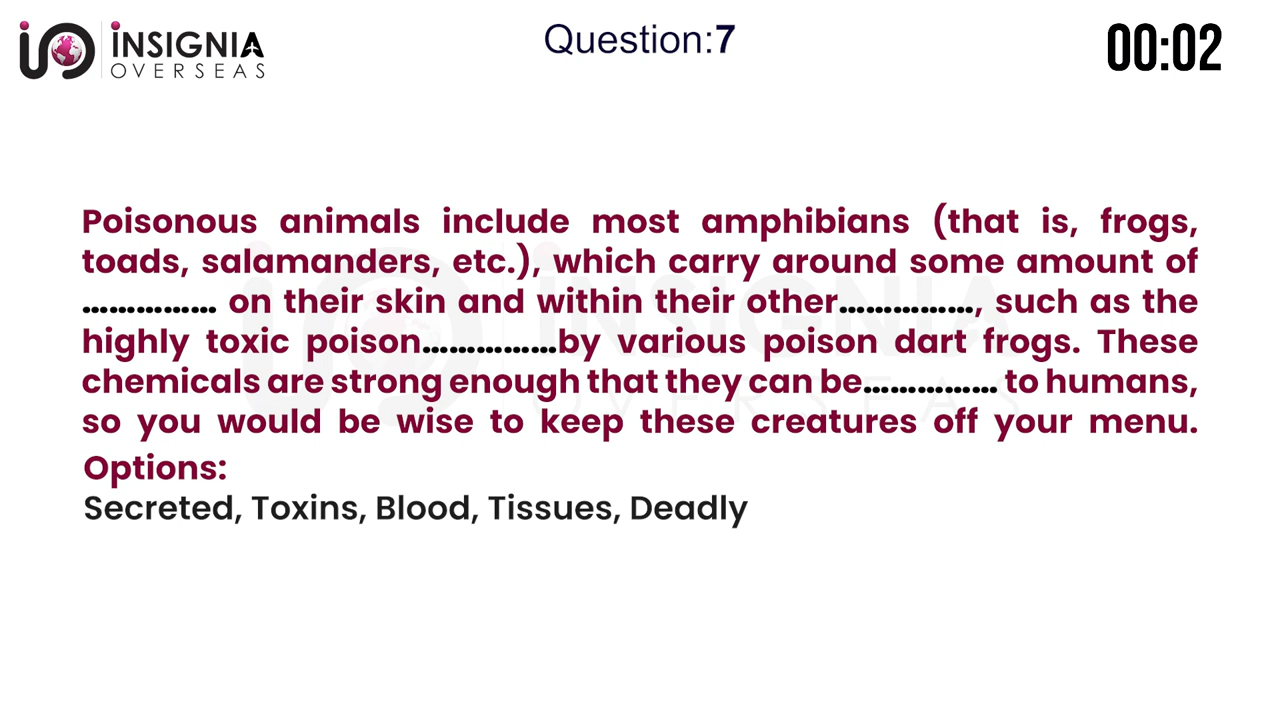 INSIGNIA
OVERSEAS
Question:7
00:02
Poisonous animals include most amphibians (that is, frogs,
toads, salamanders, etc.), which carry around some amount of
…………… on their skin and within their other……………, such as the
highly toxic poison……………by various poison dart frogs. These
chemicals are strong enough that they can be…………… to humans,
so you would be wise to keep these creatures off your menu.
Options:
Secreted, Toxins, Blood, Tissues, Deadly